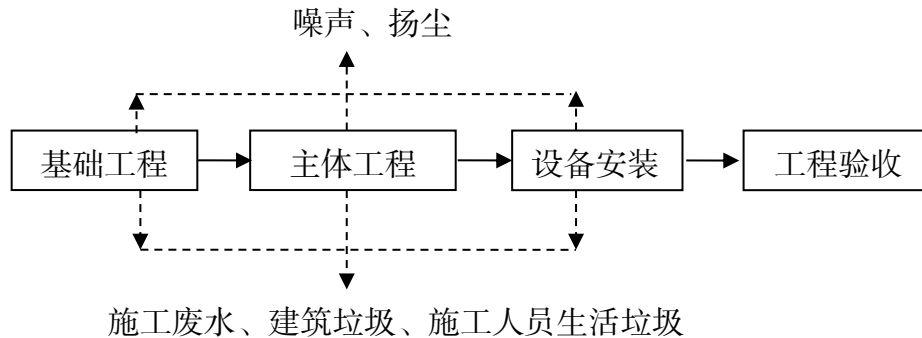 噪声、扬尘
基础工程
主体工程
设备安装
工程验收
施工废水、建筑垃圾、施工人员生活垃圾